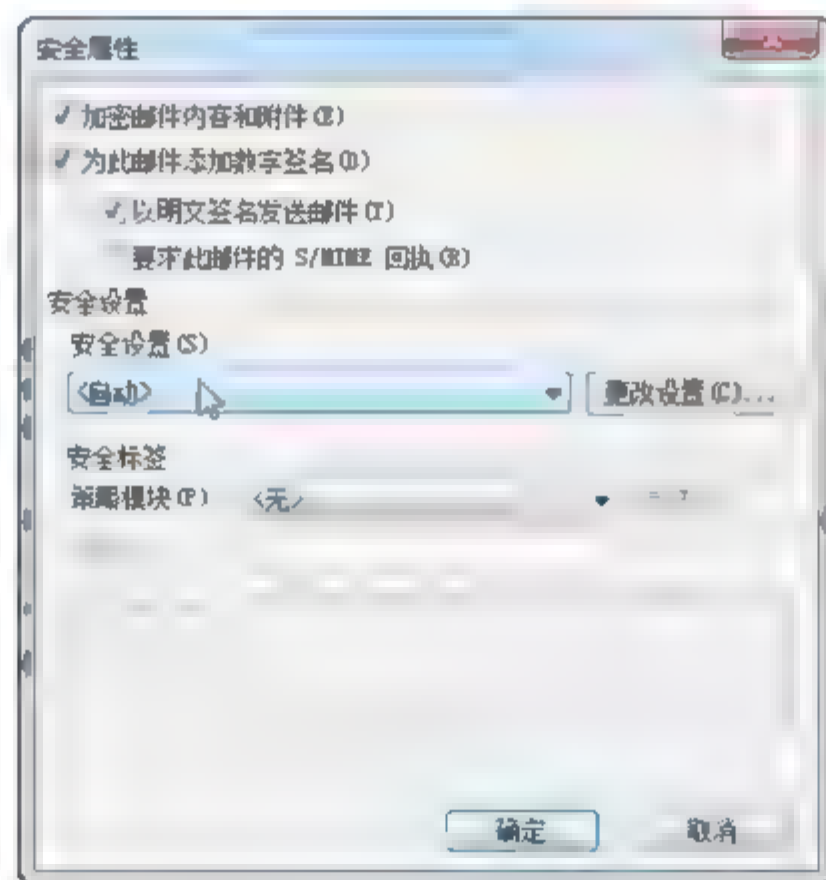 安全属性
加密邮件内容和附件(E)
为此邮件添加数字签名(D)
以明文签名发送邮件(T)
要求此邮件的 S/MIME 回执(R)
安全设置
安全设置(S)
<自动> 更改设置(C)...
安全标签
策略模块(P) <无>
确定 取消